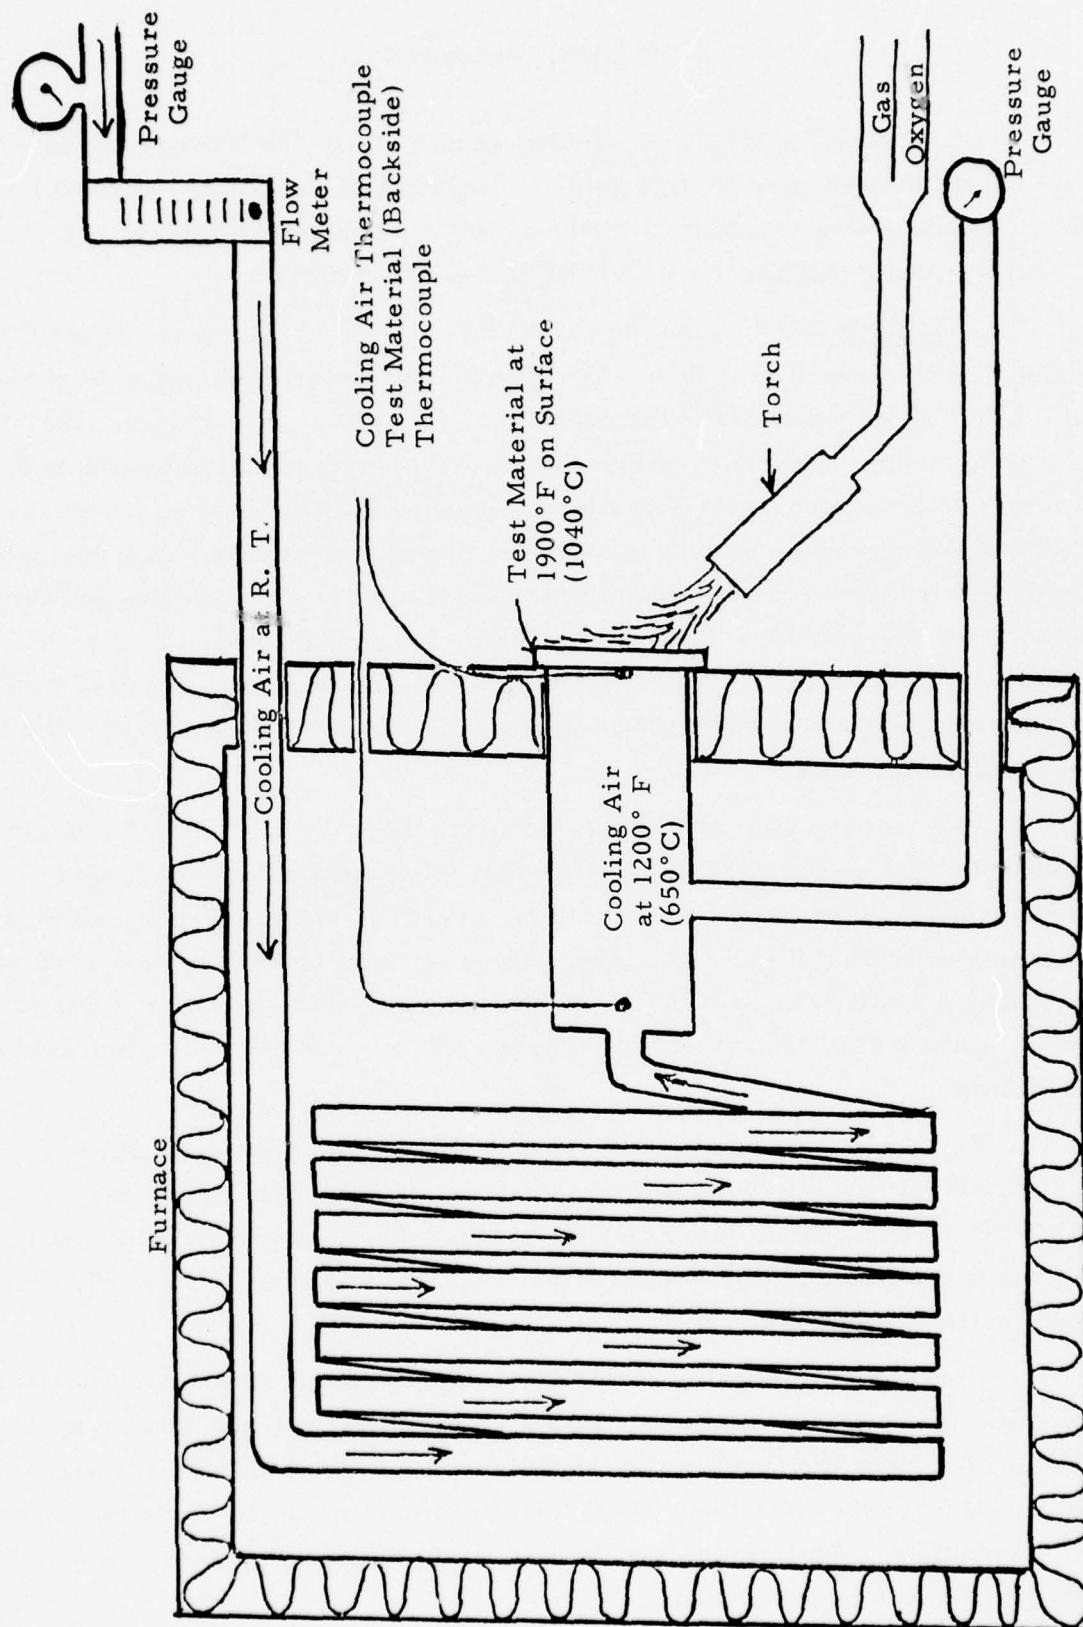 Pressure
Gauge
Flow
Meter
Cooling Air at R. T.
Cooling Air Thermocouple
Test Material (Backside)
Thermocouple
Test Material at
1900°F on Surface
(1040°C)
Gas
Oxygen
Torch
Pressure
Gauge
Cooling Air
at 1200° F
(650°C)
Furnace